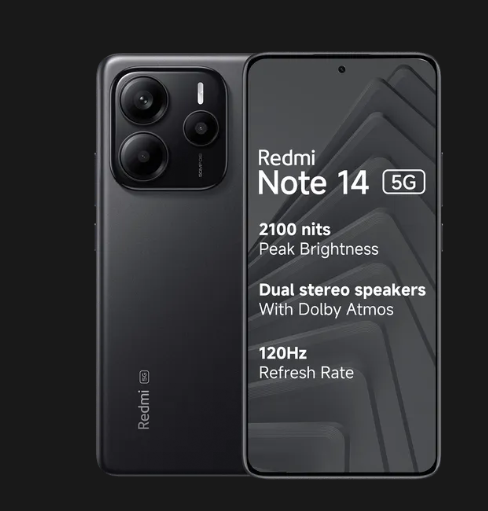 Redmi
Note 14 5G
2100 nits
Peak Brightness
Dual stereo speakers
With Dolby Atmos
120Hz
Refresh Rate
Redmi 5G